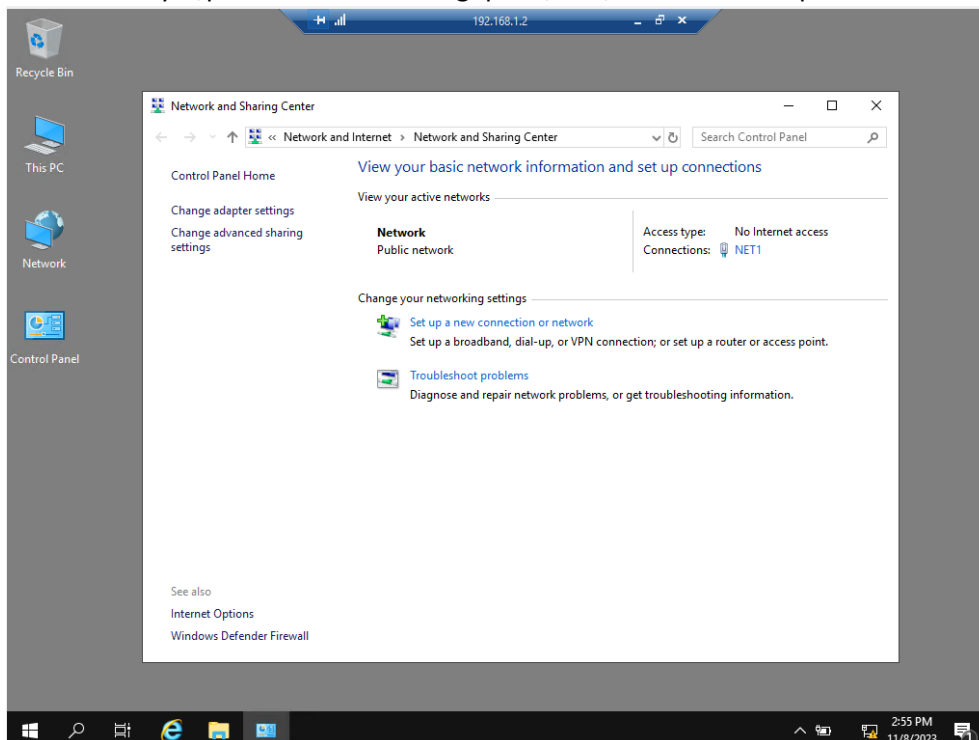 192.168.1.2
Recycle Bin
This PC
Network
Control Panel
Network and Sharing Center
« Network and Internet > Network and Sharing Center
Search Control Panel
Control Panel Home
Change adapter settings
Change advanced sharing
settings
View your basic network information and set up connections
View your active networks
Network
Public network
Access type: No Internet access
Connections: NET1
Change your networking settings
Set up a new connection or network
Set up a broadband, dial-up, or VPN connection; or set up a router or access point.
Troubleshoot problems
Diagnose and repair network problems, or get troubleshooting information.
See also
Internet Options
Windows Defender Firewall
2:55 PM
11/8/2023